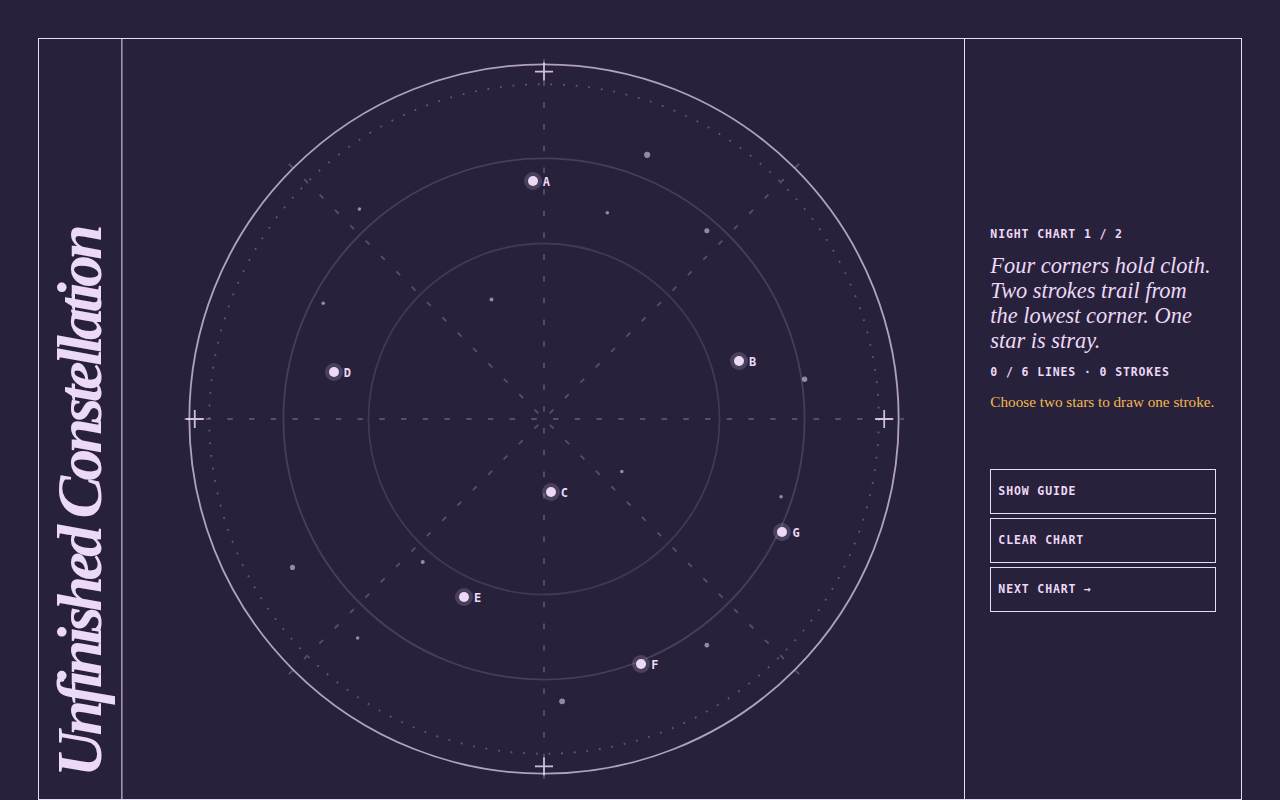 Unfinished Constellation
A
B
D
C
G
E
F
NIGHT CHART 1 / 2
Four corners hold cloth.
Two strokes trail from
the lowest corner. One
star is stray.
0 / 6 LINES · 0 STROKES
Choose two stars to draw one stroke.
SHOW GUIDE
CLEAR CHART
NEXT CHART →